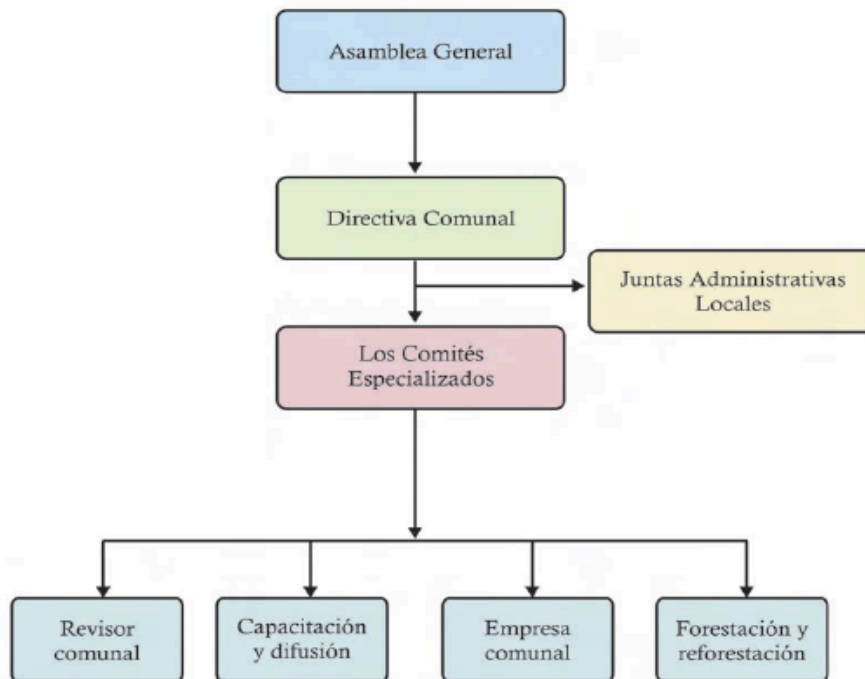 Asamblea General
Directiva Comunal
Juntas Administrativas
Locales
Los Comités
Especializados
Revisor
comunal
Capacitación
y difusión
Empresa
comunal
Forestación y
reforestación